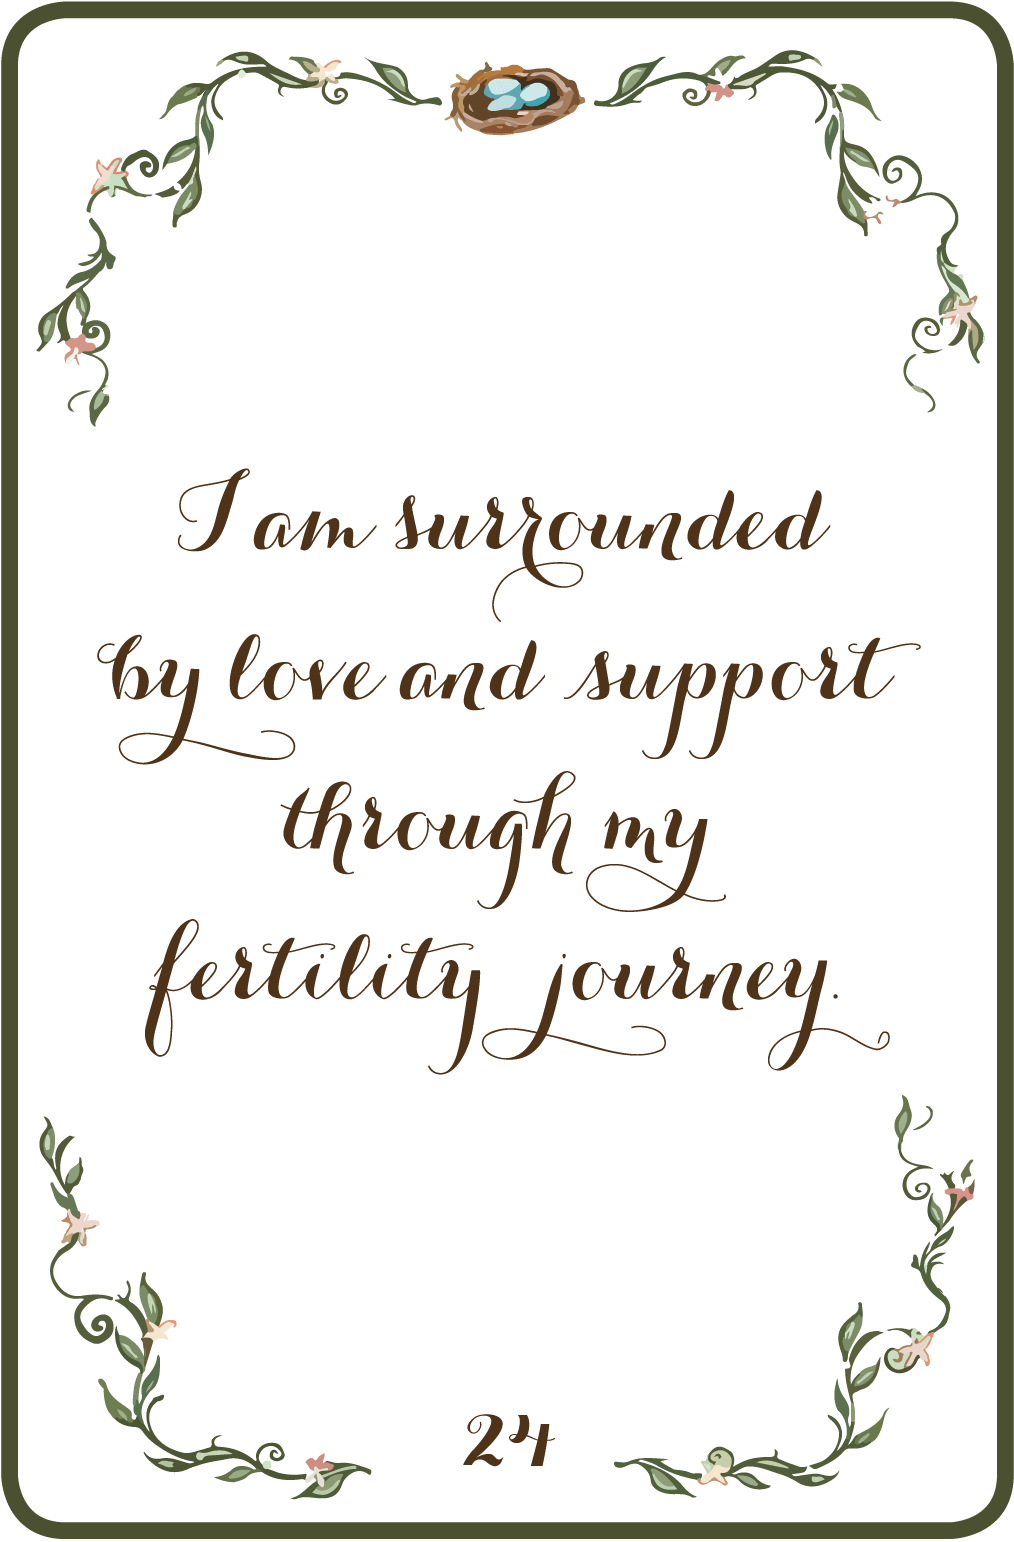 I am surrounded
by love and support
through my
fertility journey.
24